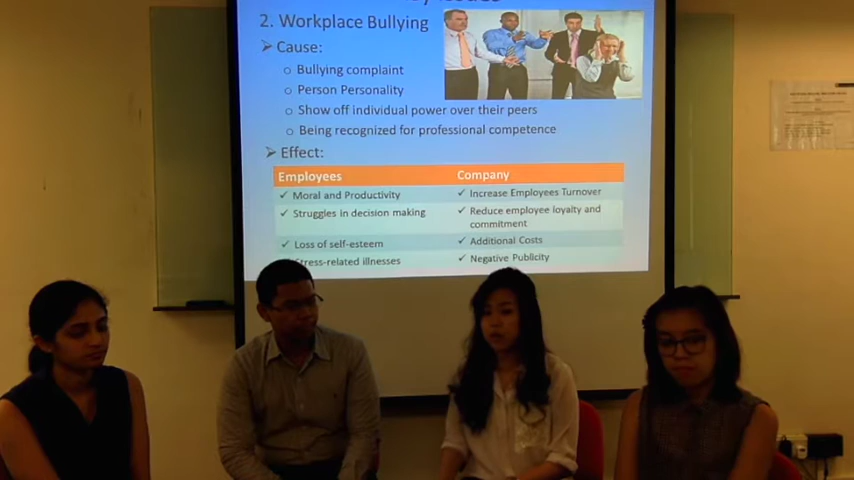 2. Workplace Bullying
Cause:
Bullying complaint
Person Personality
Show off individual power over their peers
Being recognized for professional competence
Effect:
Employees Company
Moral and Productivity Increase Employees Turnover
Struggles in decision making Reduce employee loyalty and
commitment
Loss of self-esteem Additional Costs
Stress-related illnesses Negative Publicity